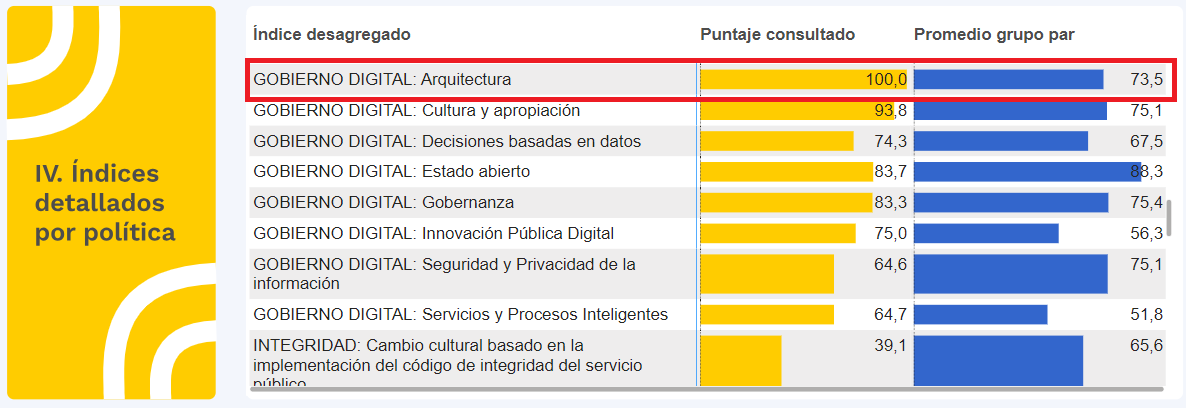 IV. Índices
detallados
por política
Índice desagregado Puntaje consultado Promedio grupo par
GOBIERNO DIGITAL: Arquitectura 100,0 73,5
GOBIERNO DIGITAL: Cultura y apropiación 93,8 75,1
GOBIERNO DIGITAL: Decisiones basadas en datos 74,3 67,5
GOBIERNO DIGITAL: Estado abierto 83,7 88,3
GOBIERNO DIGITAL: Gobernanza 83,3 75,4
GOBIERNO DIGITAL: Innovación Pública Digital 75,0 56,3
GOBIERNO DIGITAL: Seguridad y Privacidad de la 64,6 75,1
información
GOBIERNO DIGITAL: Servicios y Procesos Inteligentes 64,7 51,8
INTEGRIDAD: Cambio cultural basado en la 39,1 65,6
implementación del código de integridad del servicio
público